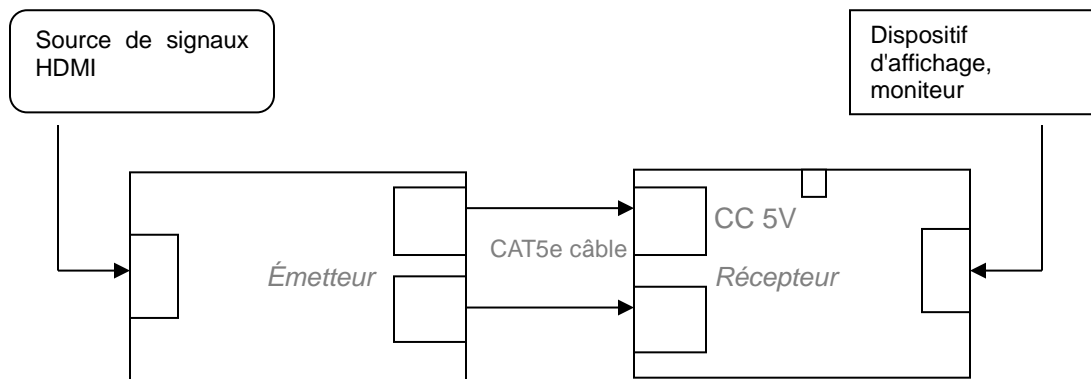 Source de signaux
HDMI
Dispositif
d'affichage,
moniteur
CC 5V
CAT5e câble
Émetteur
Récepteur